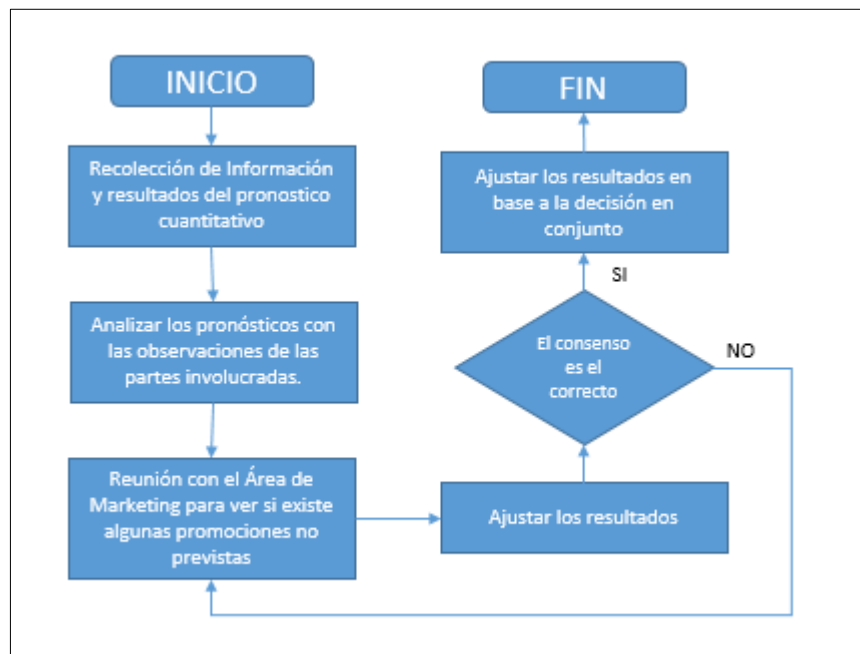 INICIO
Recolección de Información
y resultados del pronostico
cuantitativo
Analizar los pronósticos con
las observaciones de las
partes involucradas.
Reunión con el Área de
Marketing para ver si existe
algunas promociones no
previstas
Ajustar los resultados
El consenso
es el
correcto
NO
SI
Ajustar los resultados en
base a la decisión en
conjunto
FIN